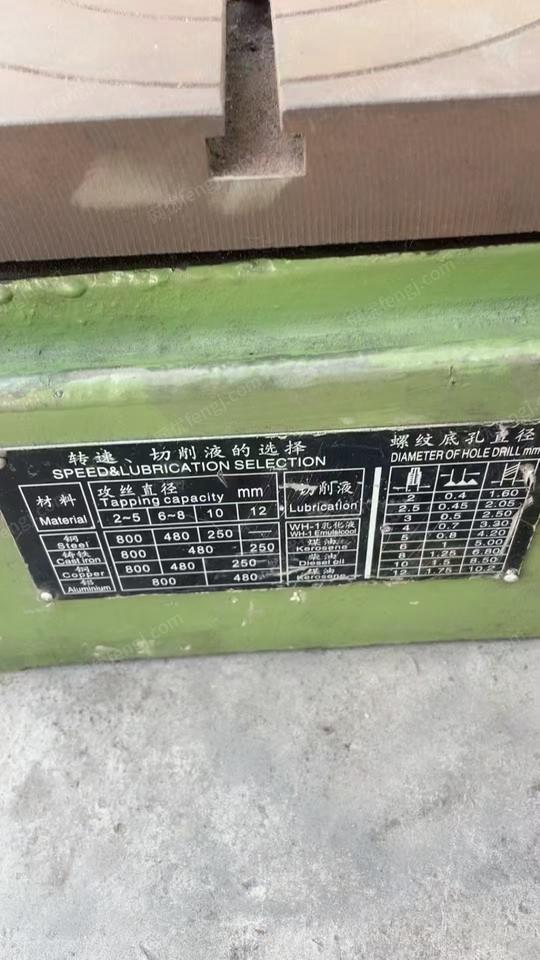 转速、切削液的选择
SPEED&LUBRICATION SELECTION
材料
Material
攻丝直径 mm
Tapping capacity
2~5 6~8 10 12
切削液
Lubrication
钢
Steel
800 480 250
WH-1乳化液
WH-1 Emulsicool
铸铁
Cast iron
800 480 250
煤油
Kerosene
铜
Copper
800 480 250
柴油
Diesel oil
铝
Aluminium
800 480
煤油
Kerosene
螺纹底孔直径
DIAMETER OF HOLE DRILL mm
2 0.4 1.60
2.5 0.45 2.05
3 0.5 2.50
4 0.7 3.30
5 0.8 4.20
6 1 5.00
8 1.25 6.80
10 1.5 8.50
12 1.75 10.2